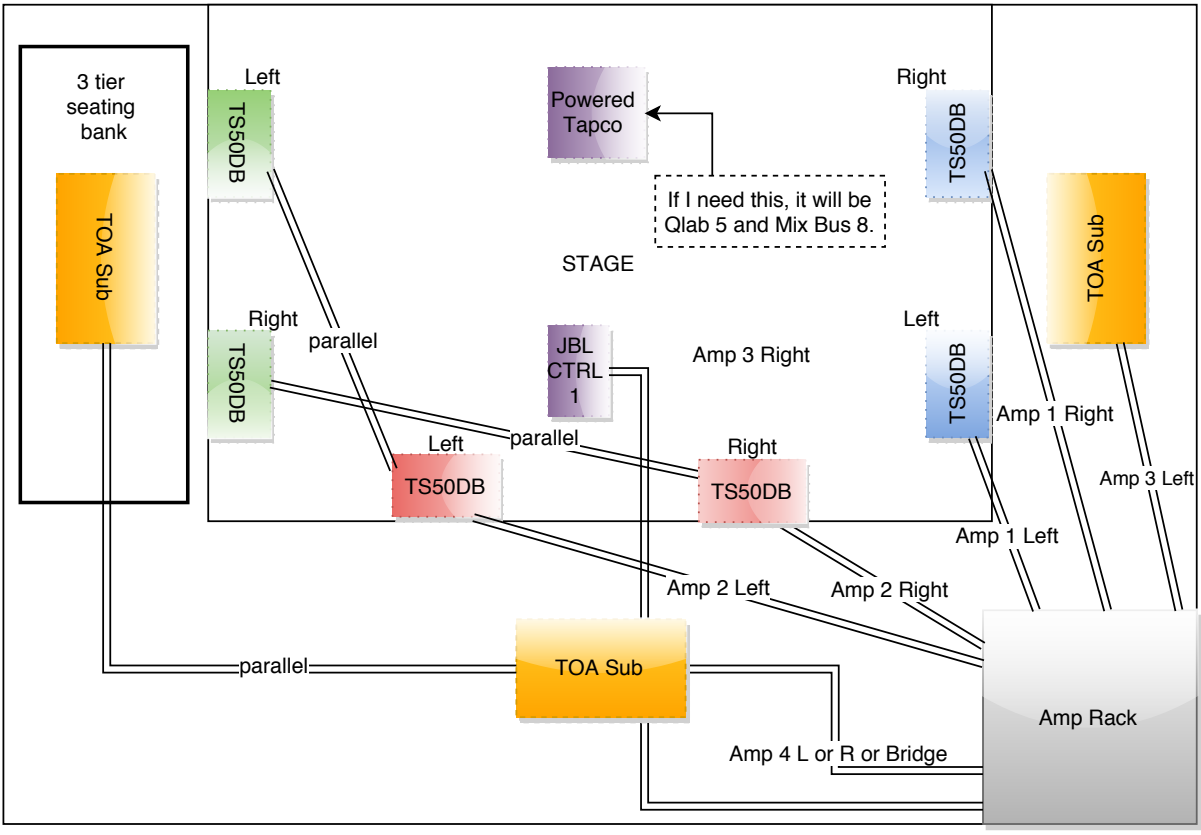 3 tier
seating
bank
TOA Sub
Left
TS50DB
Powered
Tapco
Right
TS50DB
TOA Sub
If I need this, it will be
Qlab 5 and Mix Bus 8.
STAGE
Right
TS50DB
parallel
JBL
CTRL
1
Amp 3 Right
Left
TS50DB
Amp 1 Right
Left
TS50DB
parallel
Right
TS50DB
Amp 3 Left
Amp 1 Left
Amp 2 Left
Amp 2 Right
parallel
TOA Sub
Amp Rack
Amp 4 L or R or Bridge